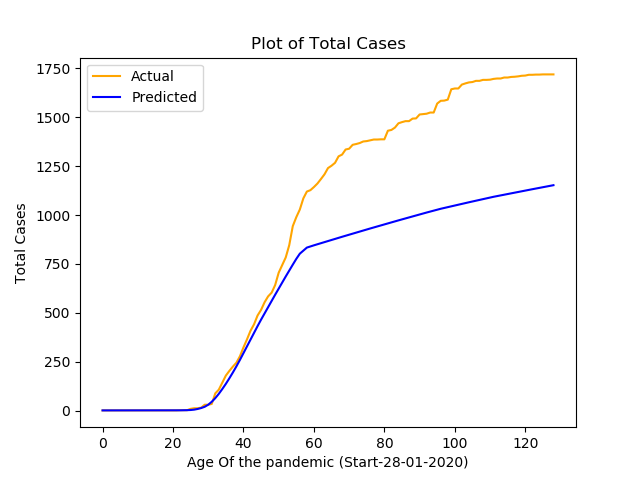 Plot of Total Cases
Actual
Predicted
Total Cases
1750
1500
1250
1000
750
500
250
0
0 20 40 60 80 100 120
Age Of the pandemic (Start-28-01-2020)